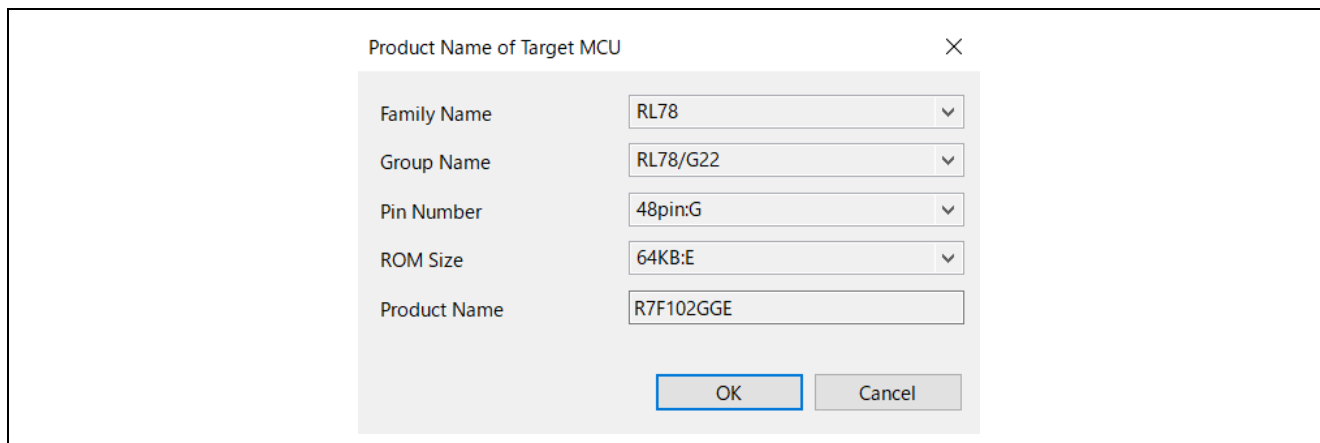 Product Name of Target MCU
Family Name RL78
Group Name RL78/G22
Pin Number 48pin:G
ROM Size 64KB:E
Product Name R7F102GGE
OK Cancel